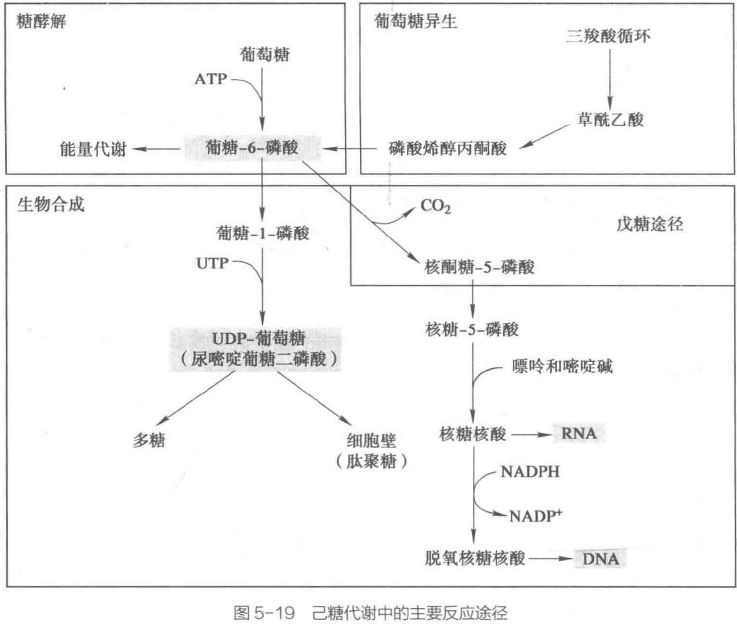 糖酵解
葡萄糖
ATP
能量代谢
葡糖-6-磷酸
葡萄糖异生
三羧酸循环
草酰乙酸
磷酸烯醇丙酮酸
生物合成
葡糖-1-磷酸
UTP
UDP-葡萄糖
（尿嘧啶葡糖二磷酸）
多糖
细胞壁
（肽聚糖）
CO₂
戊糖途径
核酮糖-5-磷酸
核糖-5-磷酸
嘌呤和嘧啶碱
核糖核酸
RNA
NADPH
NADP⁺
脱氧核糖核酸
DNA
图 5-19 己糖代谢中的主要反应途径